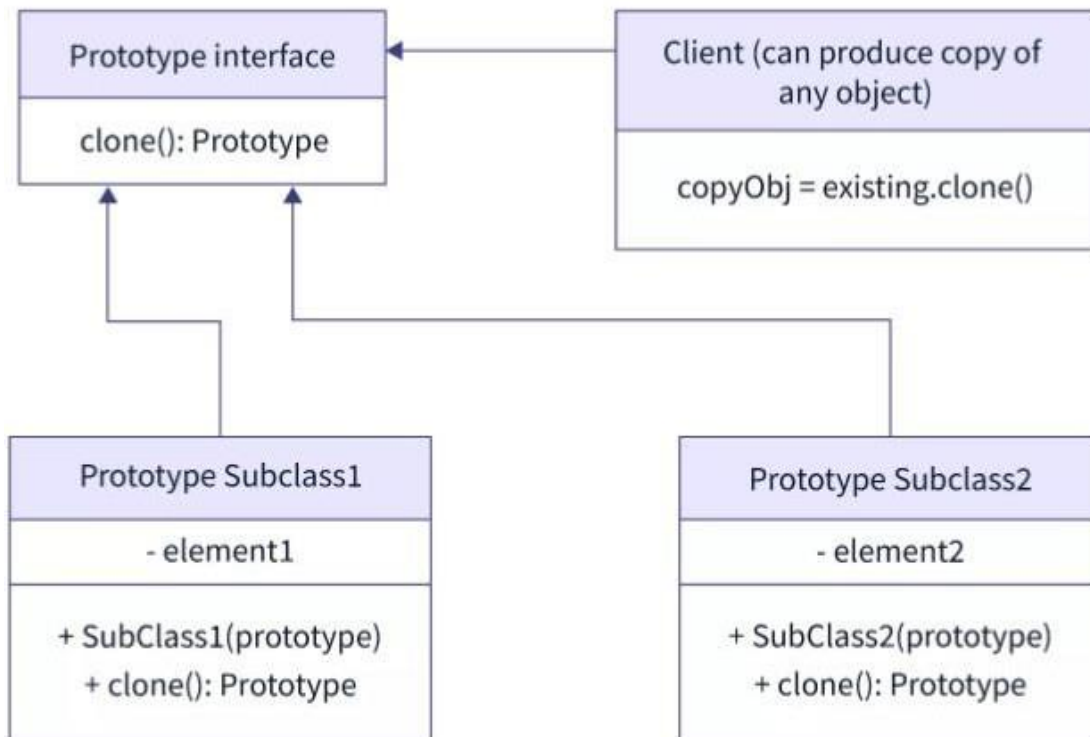 Prototype interface
clone(): Prototype
Client (can produce copy of
any object)
copyObj = existing.clone()
Prototype Subclass1
- element1
+ SubClass1(prototype)
+ clone(): Prototype
Prototype Subclass2
- element2
+ SubClass2(prototype)
+ clone(): Prototype